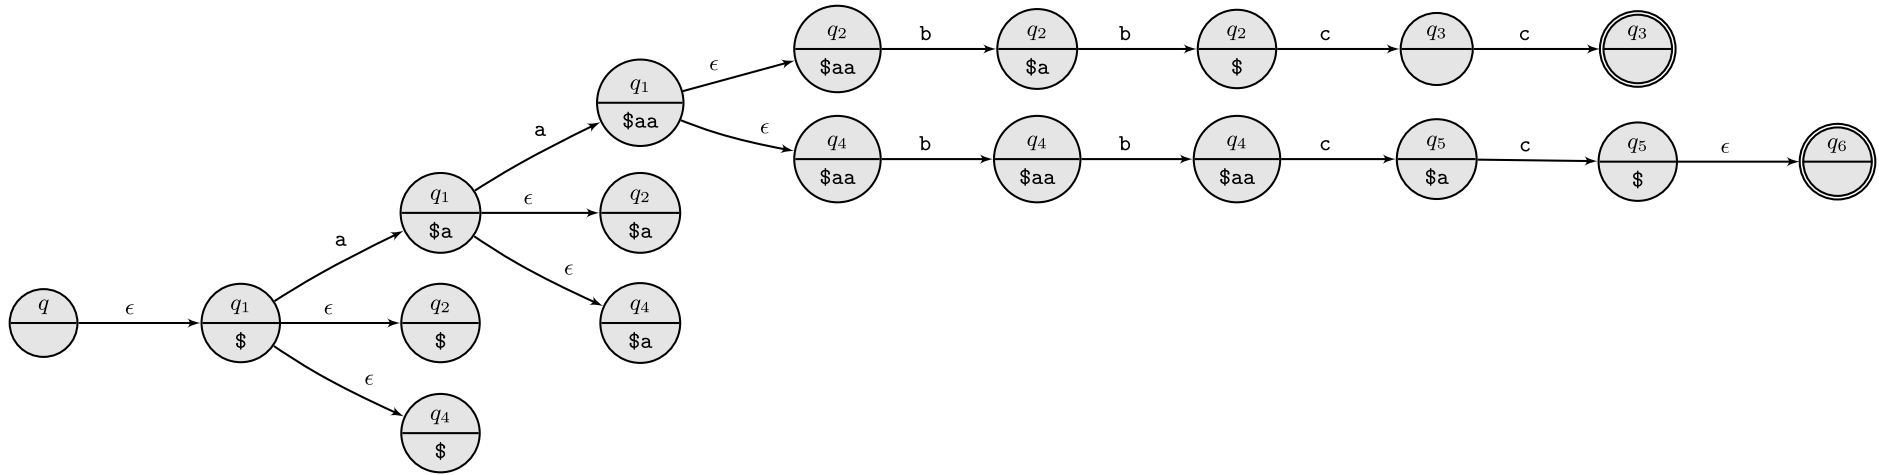 q₂ b q₂ b q₂ c q₃ c q₃
$aa $a $
ϵ
q₁
$aa
a ϵ
q₄ b q₄ b q₄ c q₅ c q₅ ϵ q₆
$aa $aa $aa $a $
q₁ ϵ q₂
$a $a
a ϵ
q ϵ q₁ ϵ q₂ q₄
$ $ $a
ϵ
q₄
$